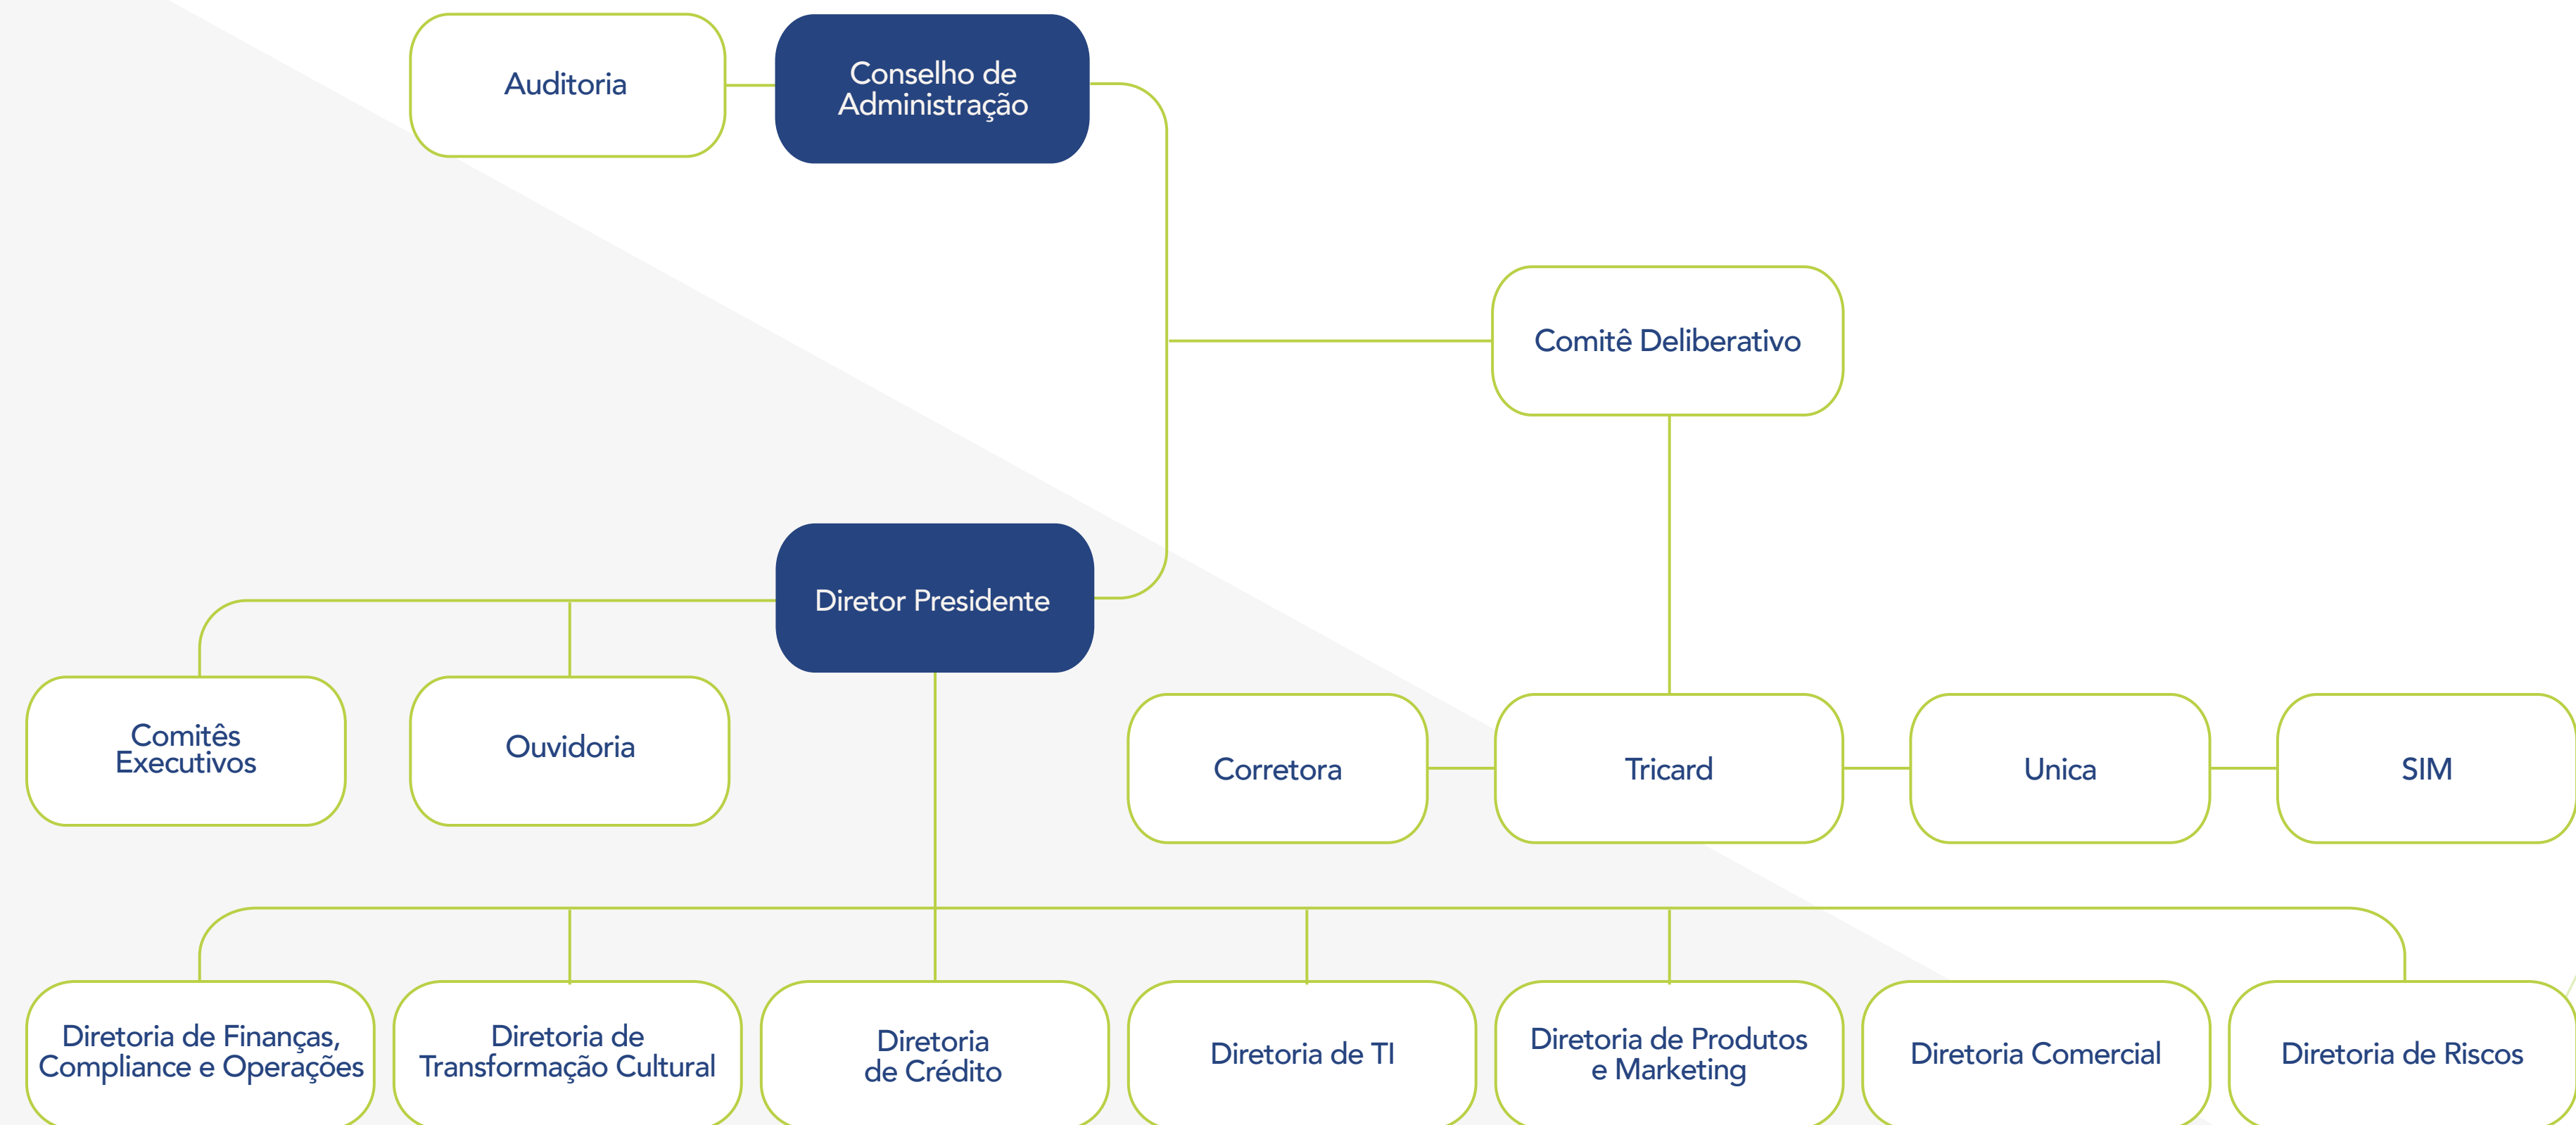 Auditoria
Conselho de
Administração
Comitê Deliberativo
Diretor Presidente
Comitês
Executivos
Ouvidoria
Corretora
Tricard
Unica
SIM
Diretoria de Finanças,
Compliance e Operações
Diretoria de
Transformação Cultural
Diretoria
de Crédito
Diretoria de TI
Diretoria de Produtos
e Marketing
Diretoria Comercial
Diretoria de Riscos